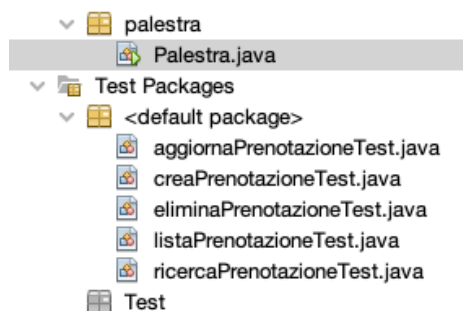 palestra
Palestra.java
Test Packages
<default package>
aggiornaPrenotazioneTest.java
creaPrenotazioneTest.java
eliminaPrenotazioneTest.java
listaPrenotazioneTest.java
ricercaPrenotazioneTest.java
Test